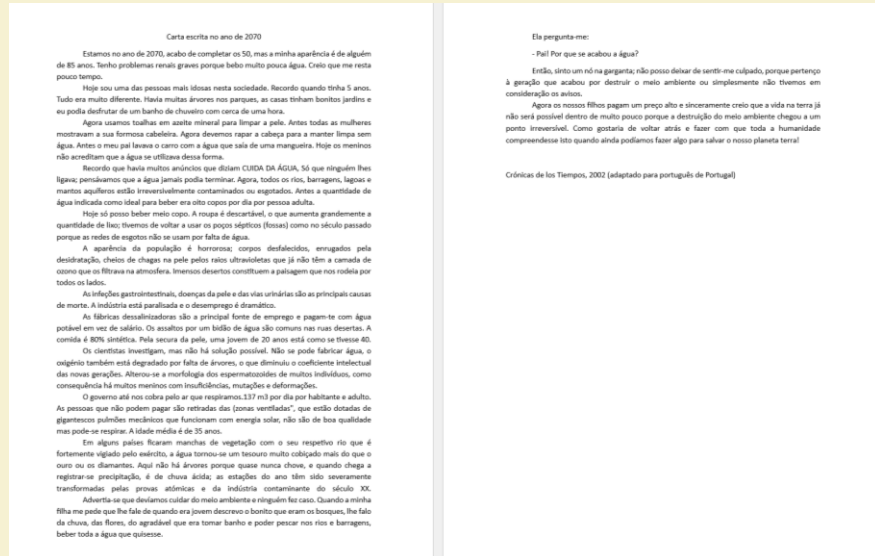 Carta escrita no ano de 2070
Estamos no ano de 2070, acabo de completar os 50, mas a minha aparência é de alguém
de 85 anos. Tenho problemas renais graves porque bebo muito pouca água. Creio que me resta
pouco tempo.
Hoje sou uma das pessoas mais idosas nesta sociedade. Recordo quando tinha 5 anos.
Tudo era muito diferente. Havia muitas árvores nos parques, as casas tinham bonitos jardins e
eu podia desfrutar de um banho de chuveiro com cerca de uma hora.
Agora usamos toalhas em azeite mineral para limpar a pele. Antes todas as mulheres
mostravam a sua formosa cabeleira. Agora devemos rapar a cabeça para a manter limpa sem
água. Antes o meu pai lavava o carro com a água que saía de uma mangueira. Hoje os meninos
não acreditam que a água se utilizava dessa forma.
Recordo que havia muitos anúncios que diziam CUIDA DA ÁGUA, Só que ninguém lhes
ligava; pensávamos que a água jamais podia terminar. Agora, todos os rios, barragens, lagoas e
mantos aquíferos estão irreversivelmente contaminados ou esgotados. Antes a quantidade de
água indicada como ideal para beber era oito copos por dia por pessoa adulta.
Hoje só posso beber meio copo. A roupa é descartável, o que aumenta grandemente a
quantidade de lixo; tivemos de voltar a usar os poços sépticos (fossas) como no século passado
porque as redes de esgotos não se usam por falta de água.
A aparência da população é horrorosa; corpos desfalecidos, enrugados pela
desidratação, cheios de chagas na pele pelos raios ultravioletas que já não têm a camada de
ozono que os filtrava na atmosfera. Imensos desertos constituem a paisagem que nos rodeia por
todos os lados.
As infeções gastrointestinais, doenças da pele e das vias urinárias são as principais causas
de morte. A indústria está paralisada e o desemprego é dramático.
As fábricas dessalinizadoras são a principal fonte de emprego e pagam-te com água
potável em vez de salário. Os assaltos por um bidão de água são comuns nas ruas desertas. A
comida é 80% sintética. Pela secura da pele, uma jovem de 20 anos está como se tivesse 40.
Os cientistas investigam, mas não há solução possível. Não se pode fabricar água, o
oxigénio também está degradado por falta de árvores, o que diminuiu o coeficiente intelectual
das novas gerações. Alterou-se a morfologia dos espermatozoides de muitos indivíduos, como
consequência há muitos meninos com insuficiências, mutações e deformações.
O governo até nos cobra pelo ar que respiramos.137 m3 por dia por habitante e adulto.
As pessoas que não podem pagar são retiradas das (zonas ventiladas", que estão dotadas de
gigantescos pulmões mecânicos que funcionam com energia solar, não são de boa qualidade
mas pode-se respirar. A idade média é de 35 anos.
Em alguns países ficaram manchas de vegetação com o seu respetivo rio que é
fortemente vigiado pelo exército, a água tornou-se um tesouro muito cobiçado mais do que o
ouro ou os diamantes. Aqui não há árvores porque quase nunca chove, e quando chega a
registrar-se precipitação, é de chuva ácida; as estações do ano têm sido severamente
transformadas pelas provas atómicas e da indústria contaminante do século XX.
Advertia-se que devíamos cuidar do meio ambiente e ninguém fez caso. Quando a minha
filha me pede que lhe fale de quando era jovem descrevo o bonito que eram os bosques, lhe falo
da chuva, das flores, do agradável que era tomar banho e poder pescar nos rios e barragens,
beber toda a água que quisesse.
Ela pergunta-me:
- Pai! Por que se acabou a água?
Então, sinto um nó na garganta; não posso deixar de sentir-me culpado, porque pertenço
à geração que acabou por destruir o meio ambiente ou simplesmente não tivemos em
consideração os avisos.
Agora os nossos filhos pagam um preço alto e sinceramente creio que a vida na terra já
não será possível dentro de muito pouco porque a destruição do meio ambiente chegou a um
ponto irreversível. Como gostaria de voltar atrás e fazer com que toda a humanidade
compreendesse isto quando ainda podíamos fazer algo para salvar o nosso planeta terra!
Crónicas de los Tiempos, 2002 (adaptado para português de Portugal)